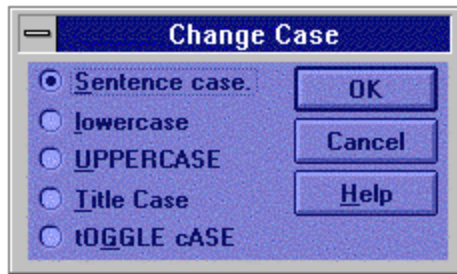 Change Case
Sentence case.
lowercase
UPPERCASE
Title Case
tOGGLE cASE
OK
Cancel
Help